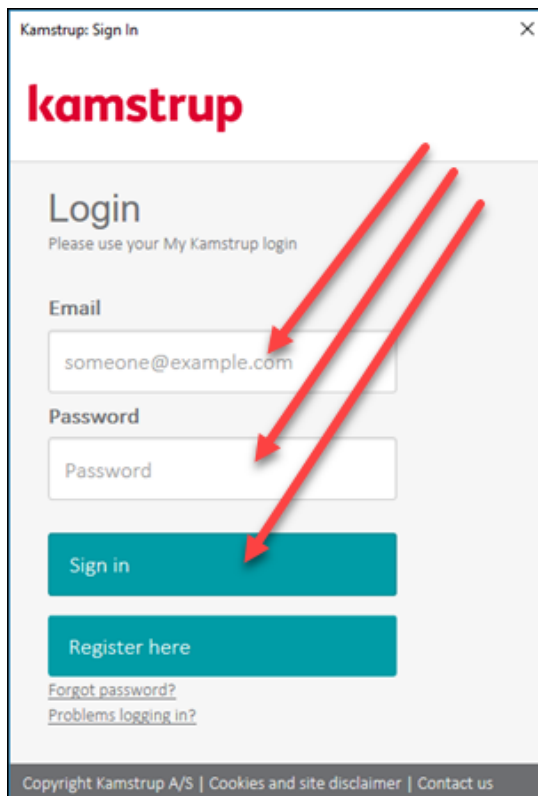 Kamstrup: Sign In
kamstrup
Login
Please use your My Kamstrup login
Email
someone@example.com
Password
Password
Sign in
Register here
Forgot password?
Problems logging in?
Copyright Kamstrup A/S | Cookies and site disclaimer | Contact us